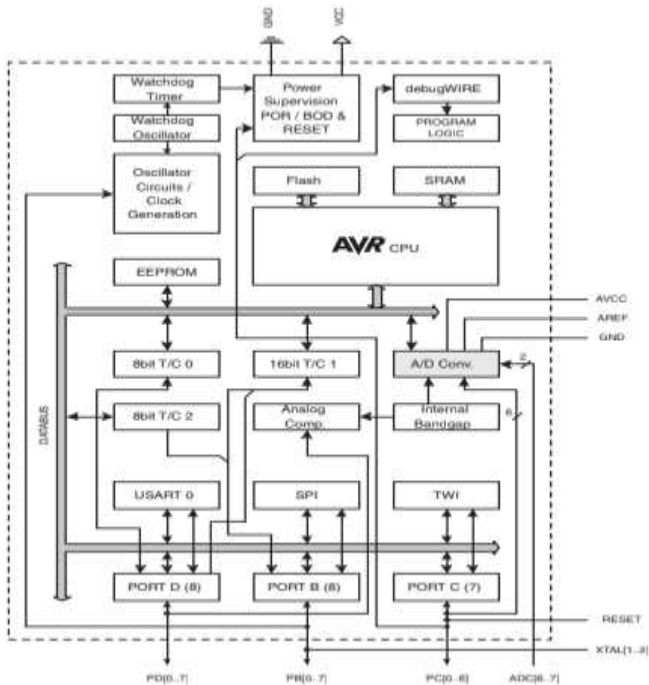 GND
VCC
Watchdog
Timer
Watchdog
Oscillator
Oscillator
Circuits /
Clock
Generation
Power
Supervision
POR / BOD &
RESET
debugWIRE
PROGRAM
LOGIC
Flash
SRAM
AVR CPU
EEPROM
AVCC
AREF
GND
8bit T/C 0
16bit T/C 1
A/D Conv.
2
8bit T/C 2
Analog
Comp.
Internal
Bandgap
6
DATABUS
USART 0
SPI
TWI
PORT D (8)
PORT B (8)
PORT C (7)
RESET
XTAL[1..2]
PD[0..7]
PB[0..7]
PC[0..6]
ADC[6..7]